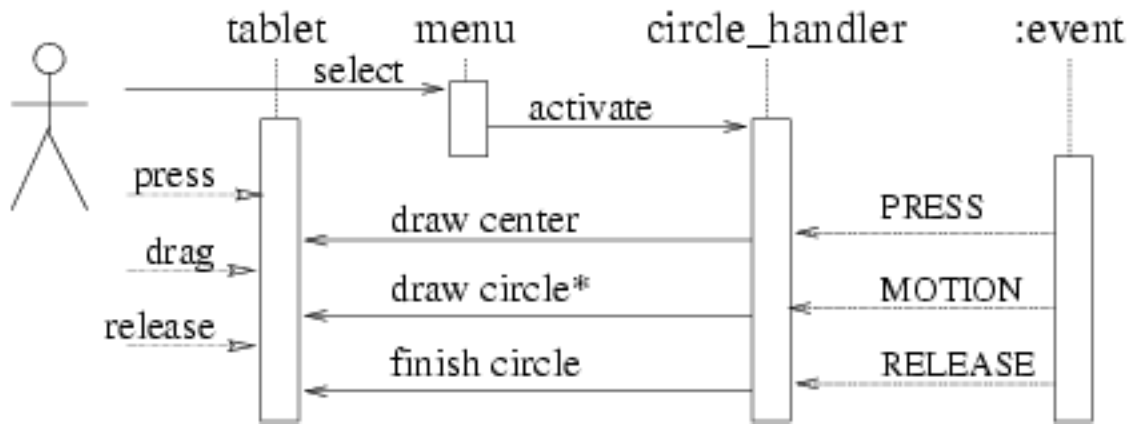 tablet menu circle_handler :event
select
activate
press
PRESS
draw center
drag
MOTION
draw circle*
release
RELEASE
finish circle